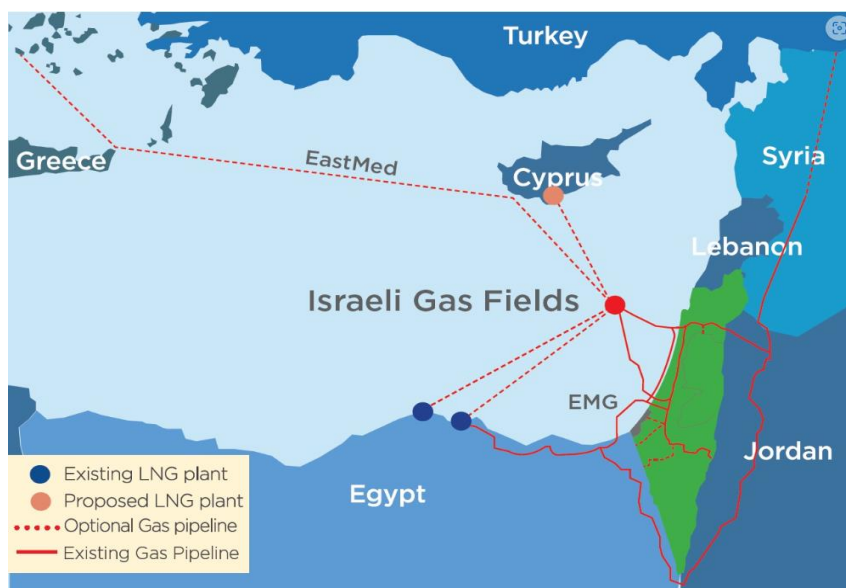 Turkey
Greece
EastMed
Cyprus
Syria
Lebanon
Israeli Gas Fields
EMG
Jordan
Egypt
Existing LNG plant
Proposed LNG plant
Optional Gas pipeline
Existing Gas Pipeline